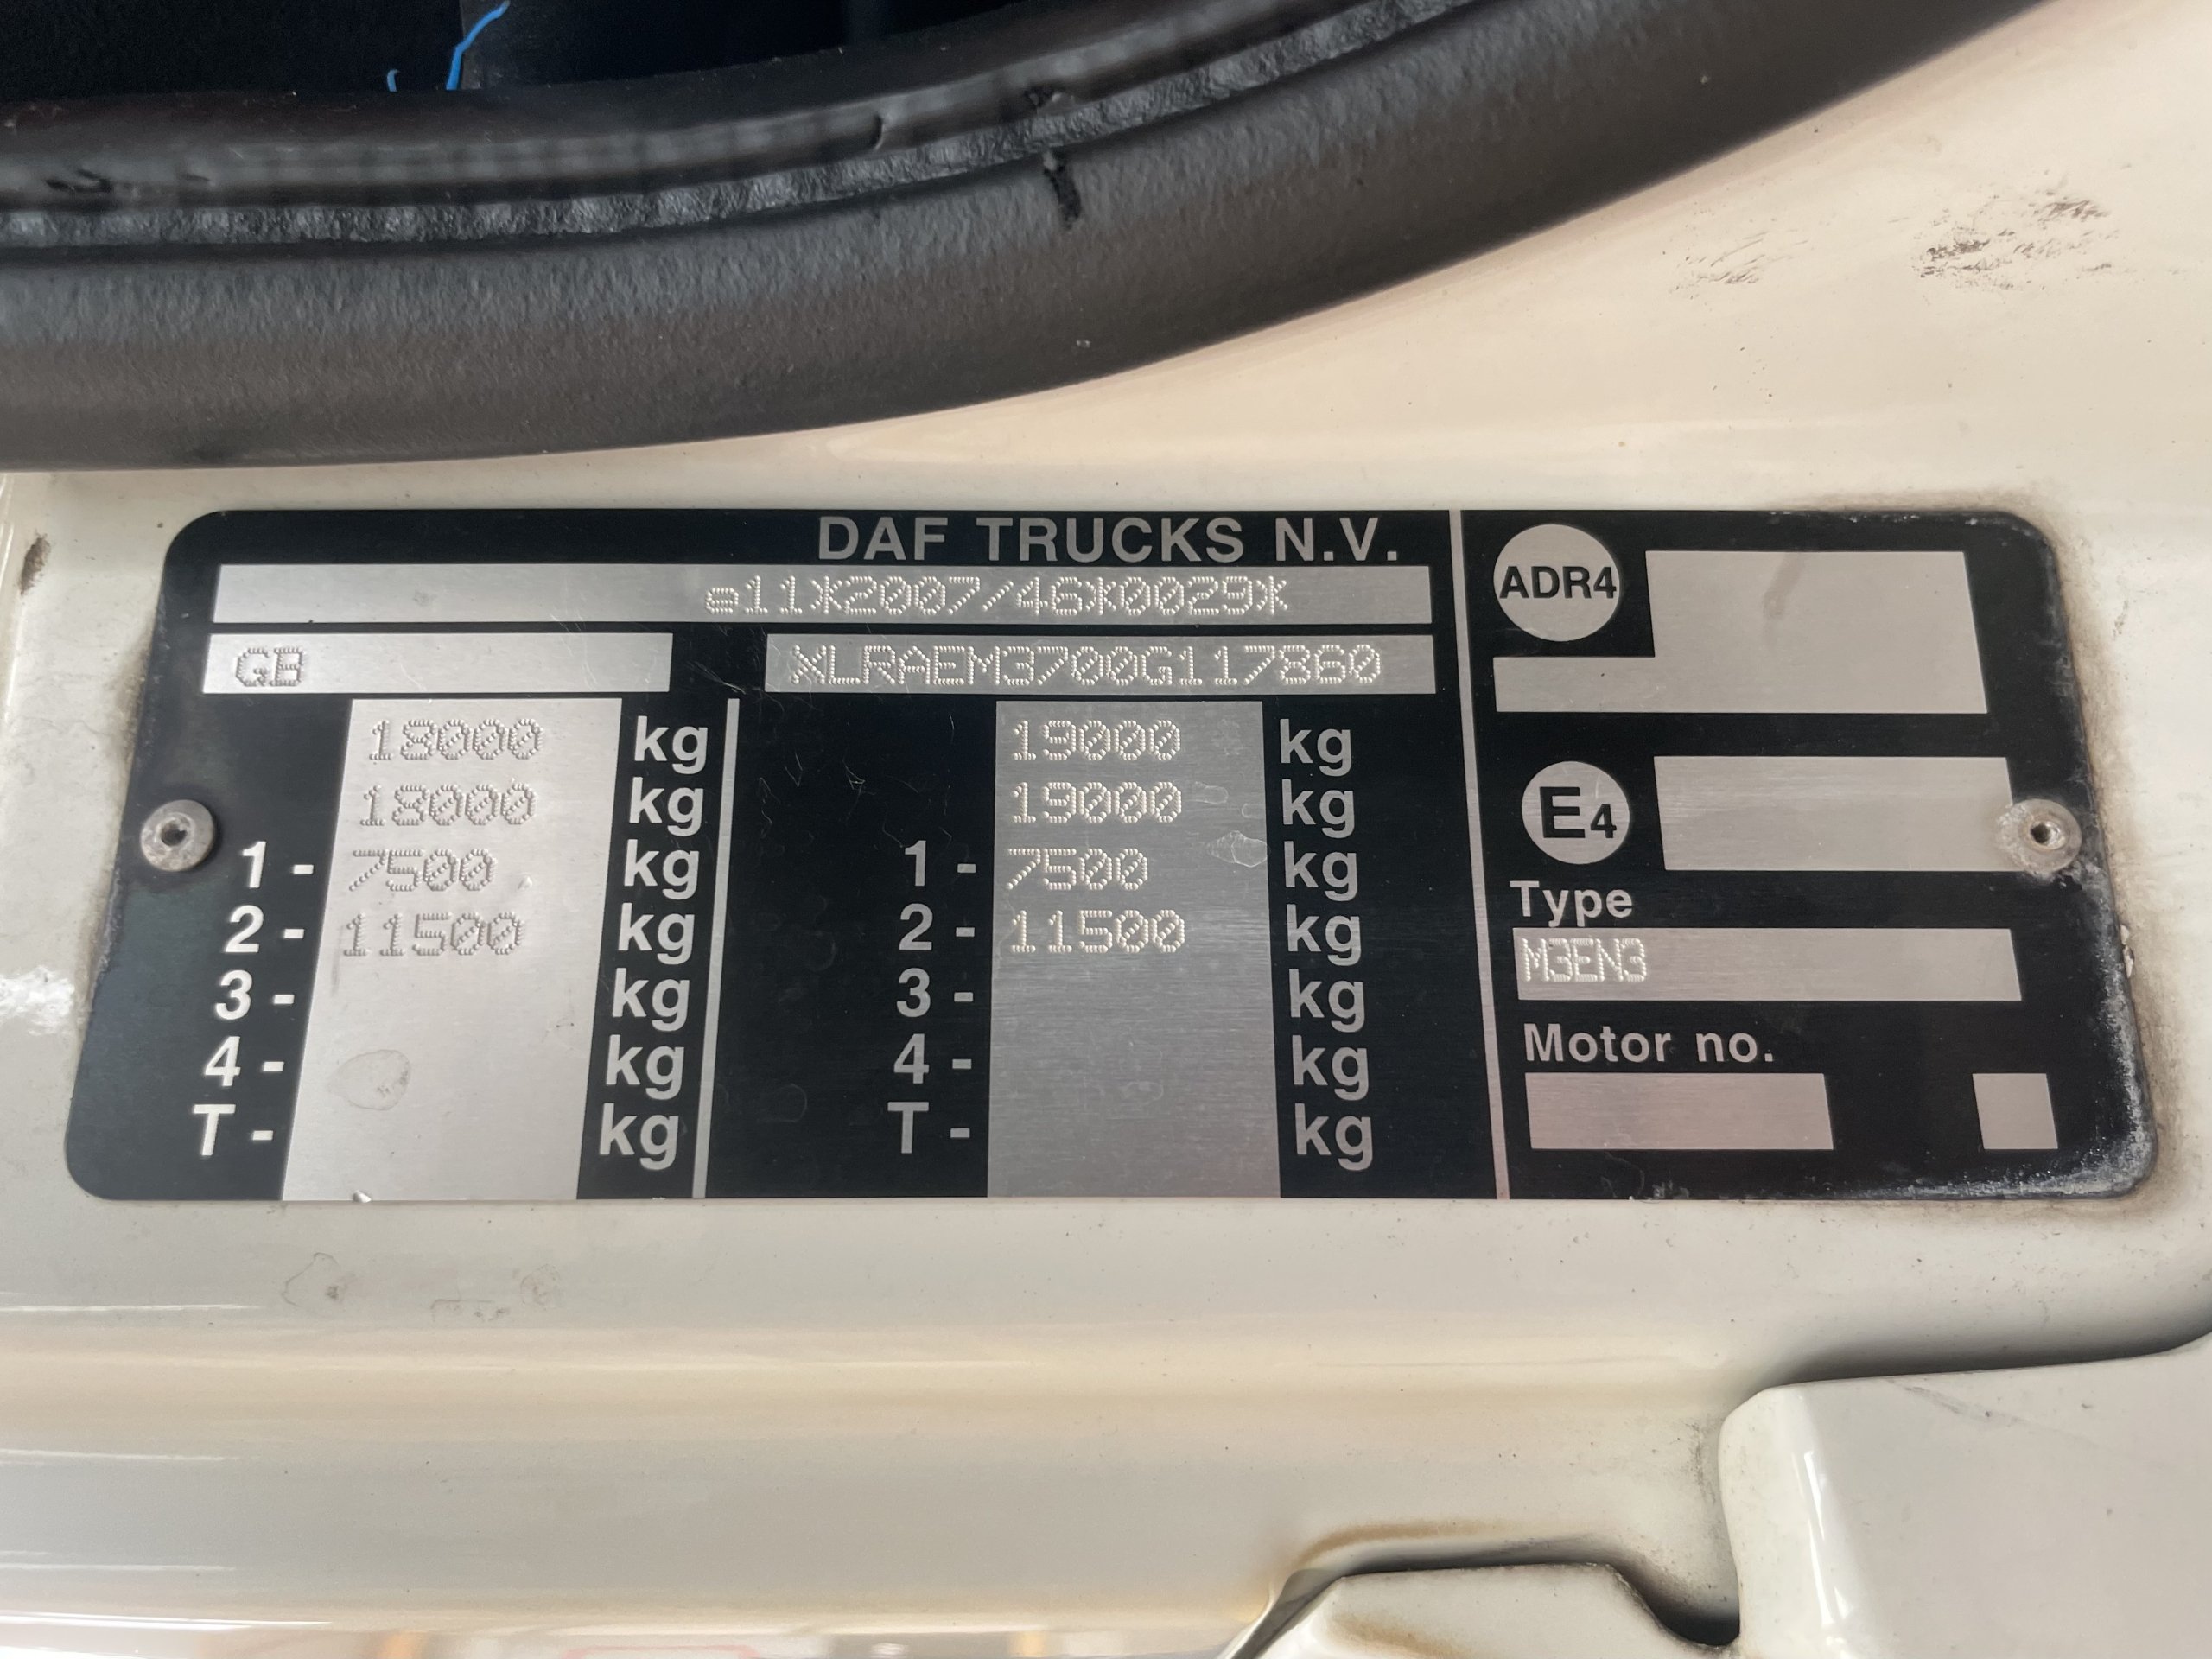 DAF TRUCKS N.V.
e11*2007/46*0029*
GB XLRAEM3700G117860
18000 kg 19000 kg
18000 kg 19000 kg
1 - 7500 kg 1 - 7500 kg
2 - 11500 kg 2 - 11500 kg
3 - kg 3 - kg
4 - kg 4 - kg
T - kg T - kg
ADR4
E4
Type
M3EN3
Motor no.